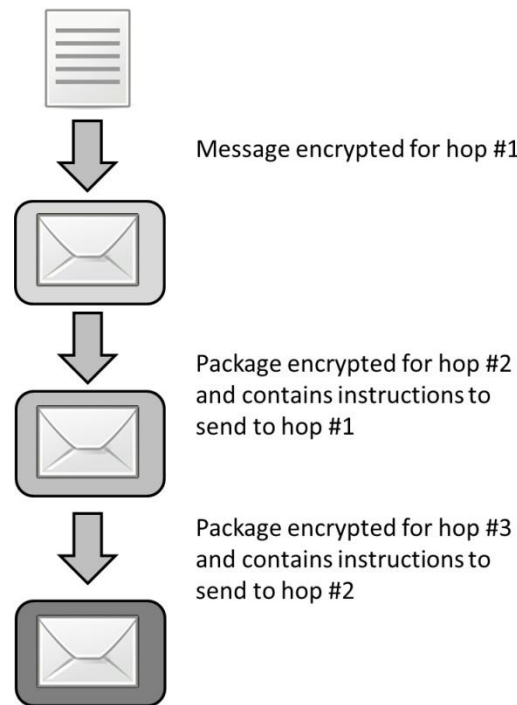 Message encrypted for hop #1
Package encrypted for hop #2
and contains instructions to
send to hop #1
Package encrypted for hop #3
and contains instructions to
send to hop #2